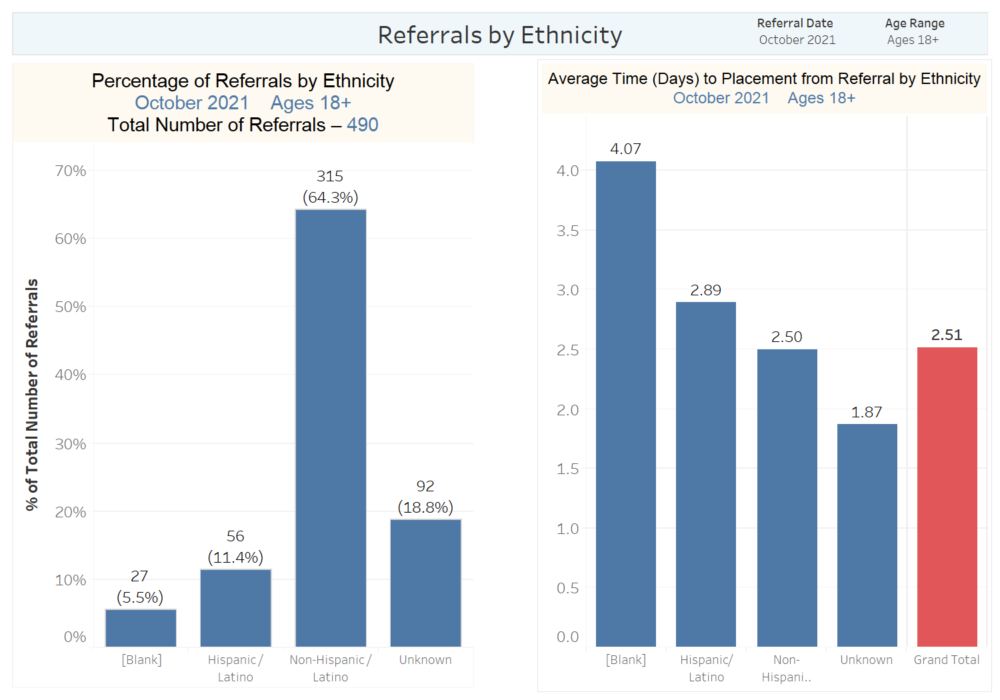 Referrals by Ethnicity
Referral Date
October 2021
Age Range
Ages 18+
Percentage of Referrals by Ethnicity
October 2021 Ages 18+
Total Number of Referrals – 490
% of Total Number of Referrals
70%
60%
50%
40%
30%
20%
10%
0%
27
(5.5%)
56
(11.4%)
315
(64.3%)
92
(18.8%)
[Blank]
Hispanic/
Latino
Non-Hispanic/
Latino
Unknown
Average Time (Days) to Placement from Referral by Ethnicity
October 2021 Ages 18+
4.0
3.5
3.0
2.5
2.0
1.5
1.0
0.5
0.0
4.07
2.89
2.50
1.87
2.51
[Blank]
Hispanic/
Latino
Non-
Hispani..
Unknown
Grand Total